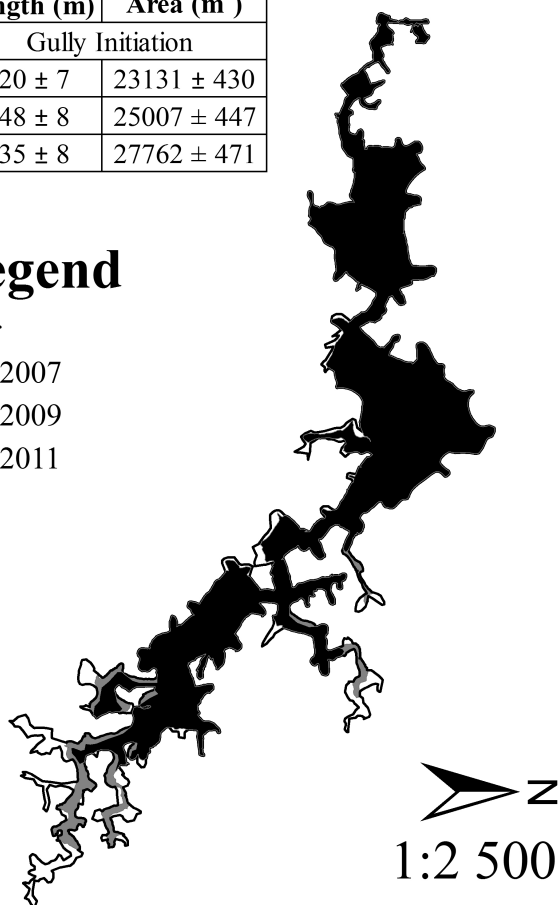 ngth (m) Area (m )
Gully Initiation
20 ± 7 23131 ± 430
48 ± 8 25007 ± 447
35 ± 8 27762 ± 471
egend
2007
2009
2011
N
1:2 500